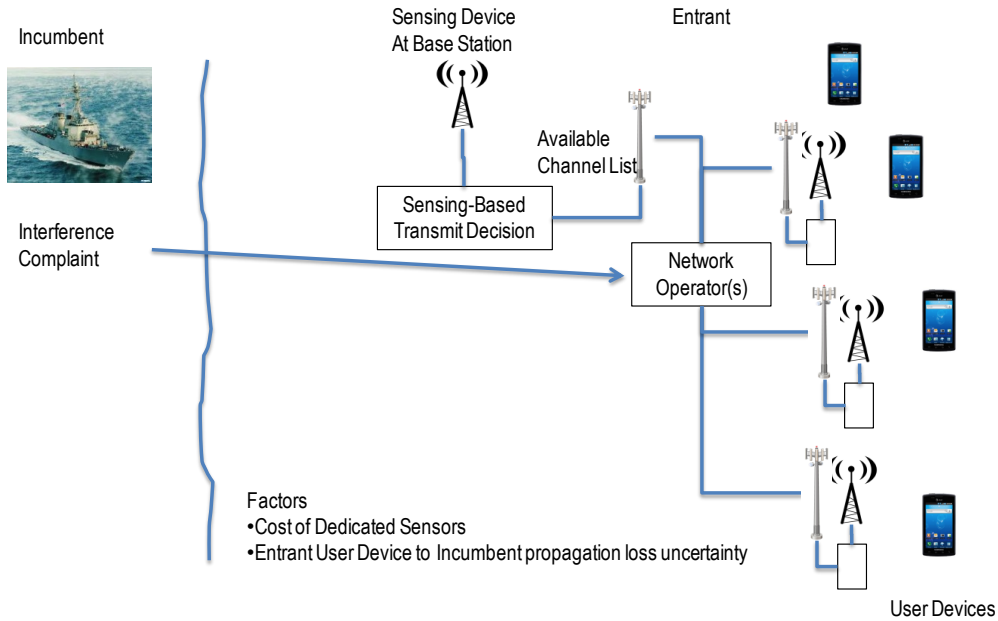 Incumbent
Sensing Device
At Base Station
Entrant
Available
Channel List
Sensing-Based
Transmit Decision
Interference
Complaint
Network
Operator(s)
Factors
•Cost of Dedicated Sensors
•Entrant User Device to Incumbent propagation loss uncertainty
User Devices